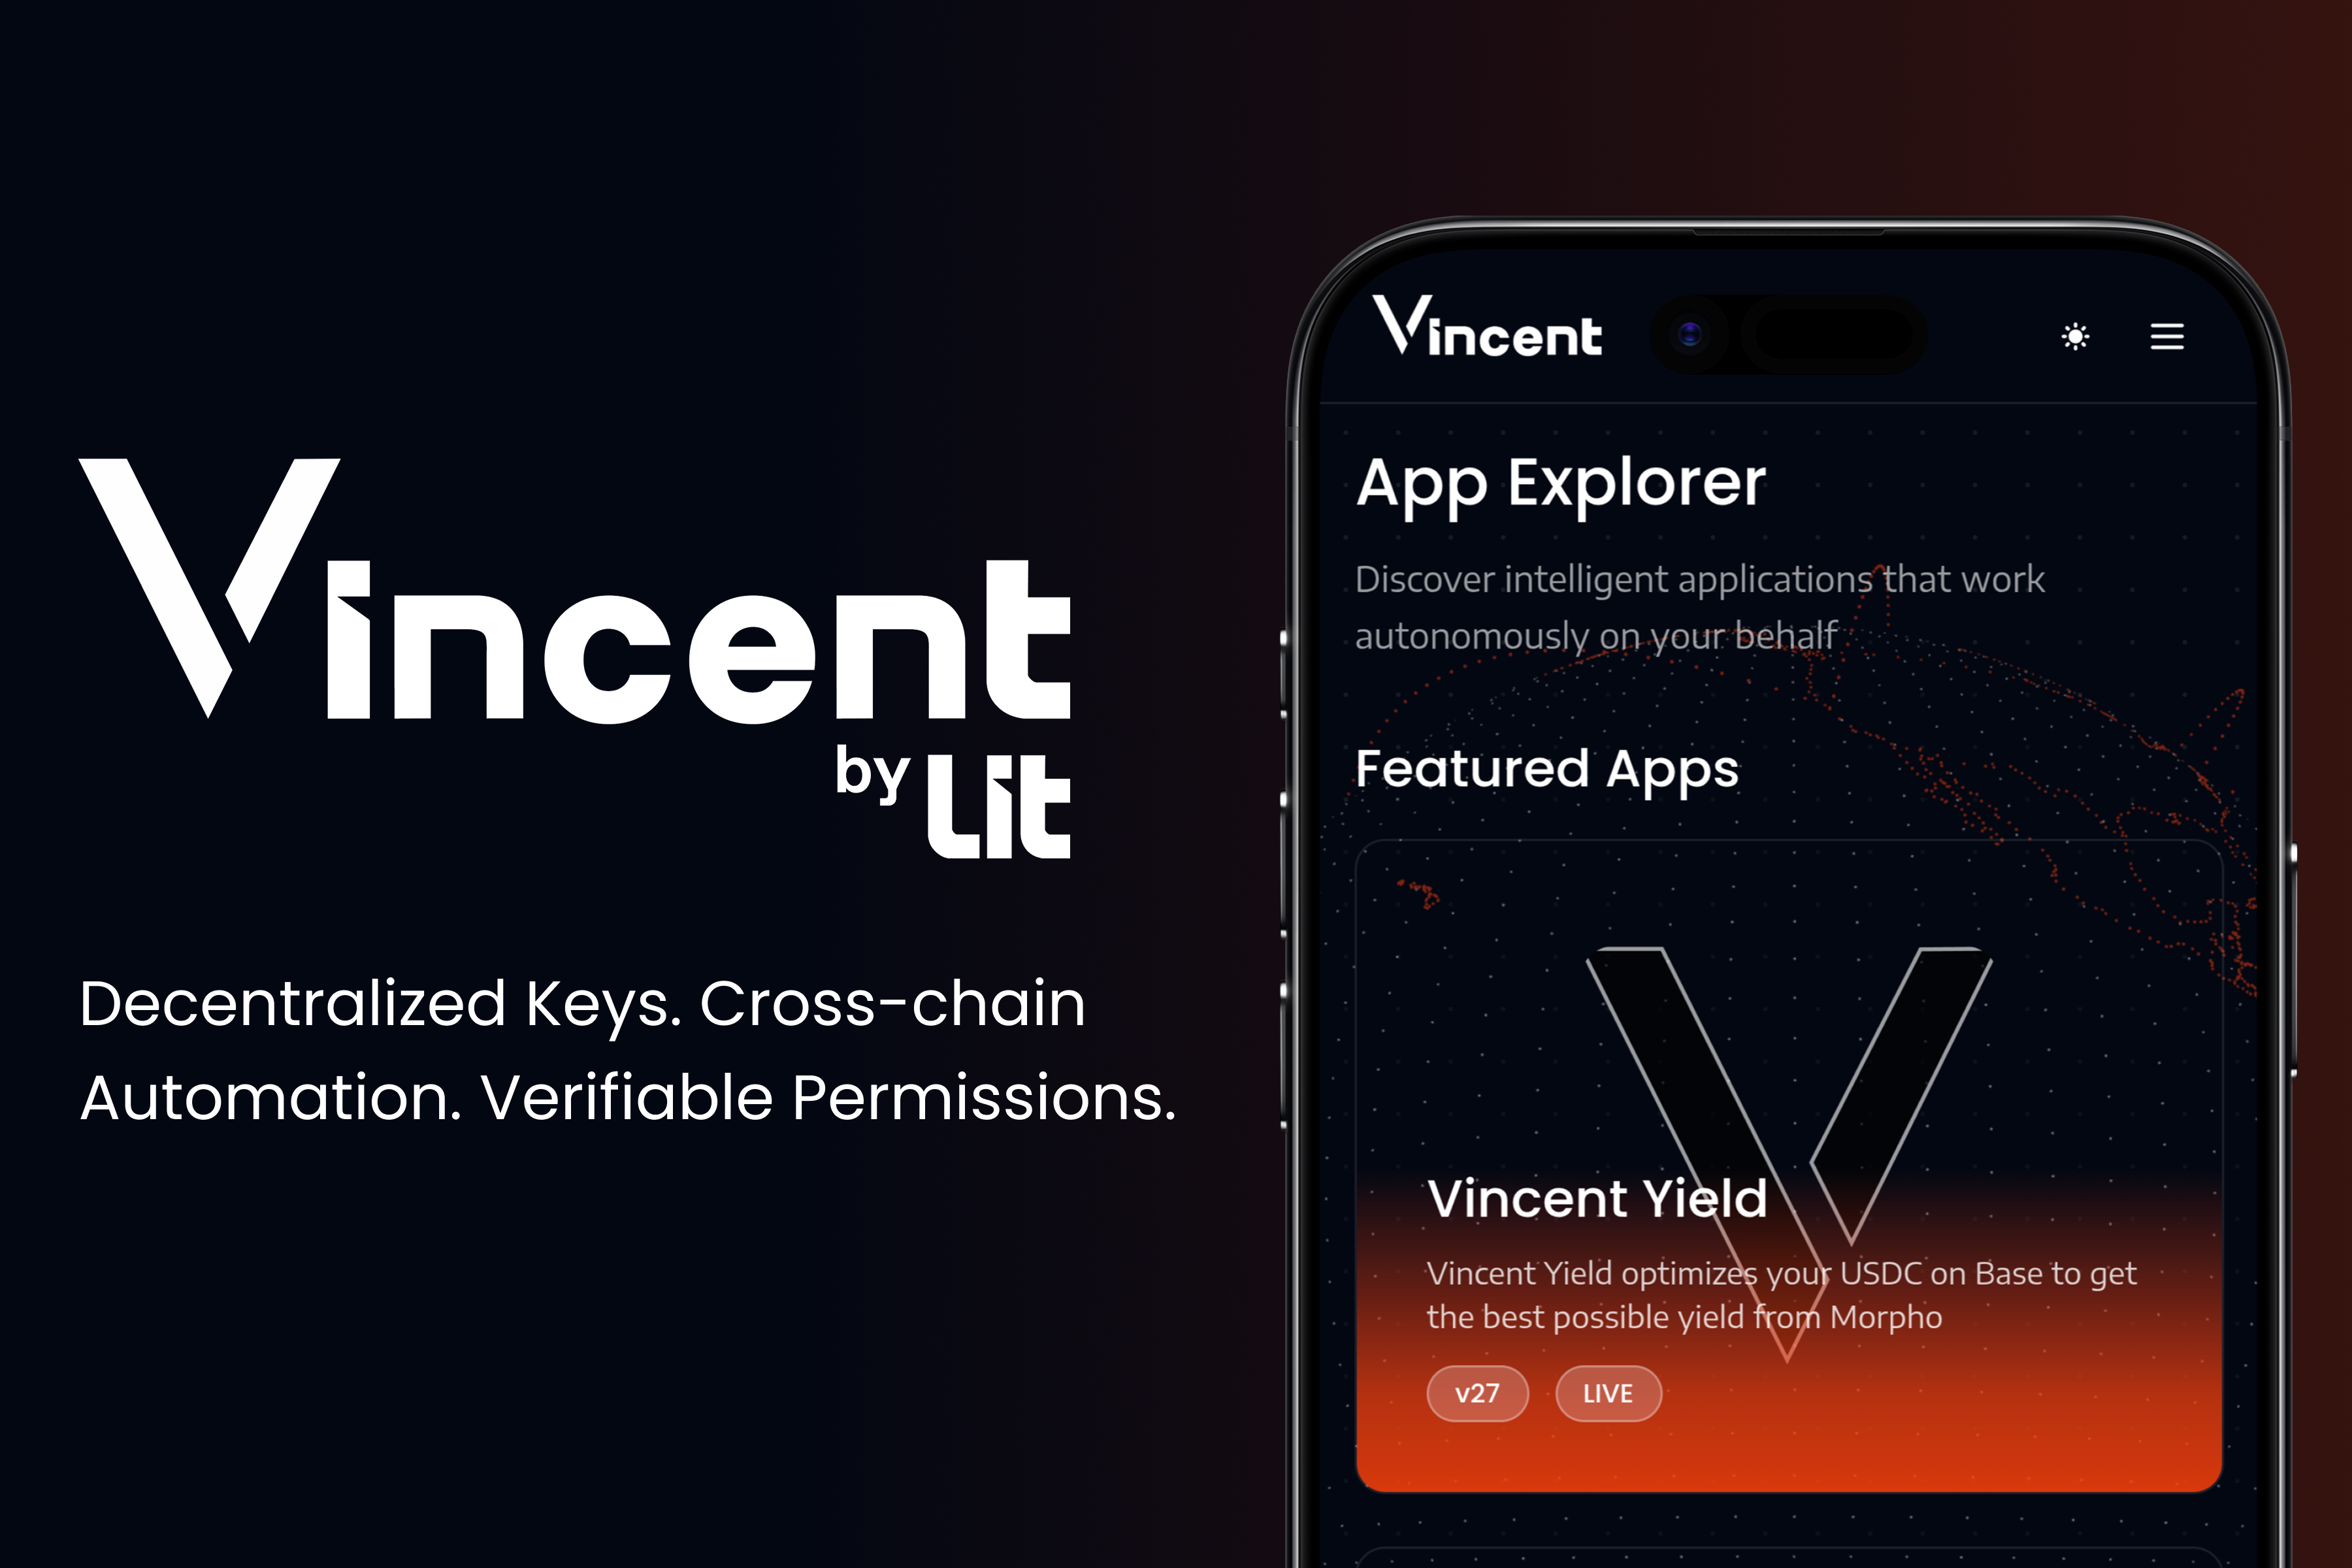 Vincent
by Lit
Decentralized Keys. Cross-chain
Automation. Verifiable Permissions.
Vincent
App Explorer
Discover intelligent applications that work
autonomously on your behalf
Featured Apps
Vincent Yield
Vincent Yield optimizes your USDC on Base to get
the best possible yield from Morpho
v27 LIVE